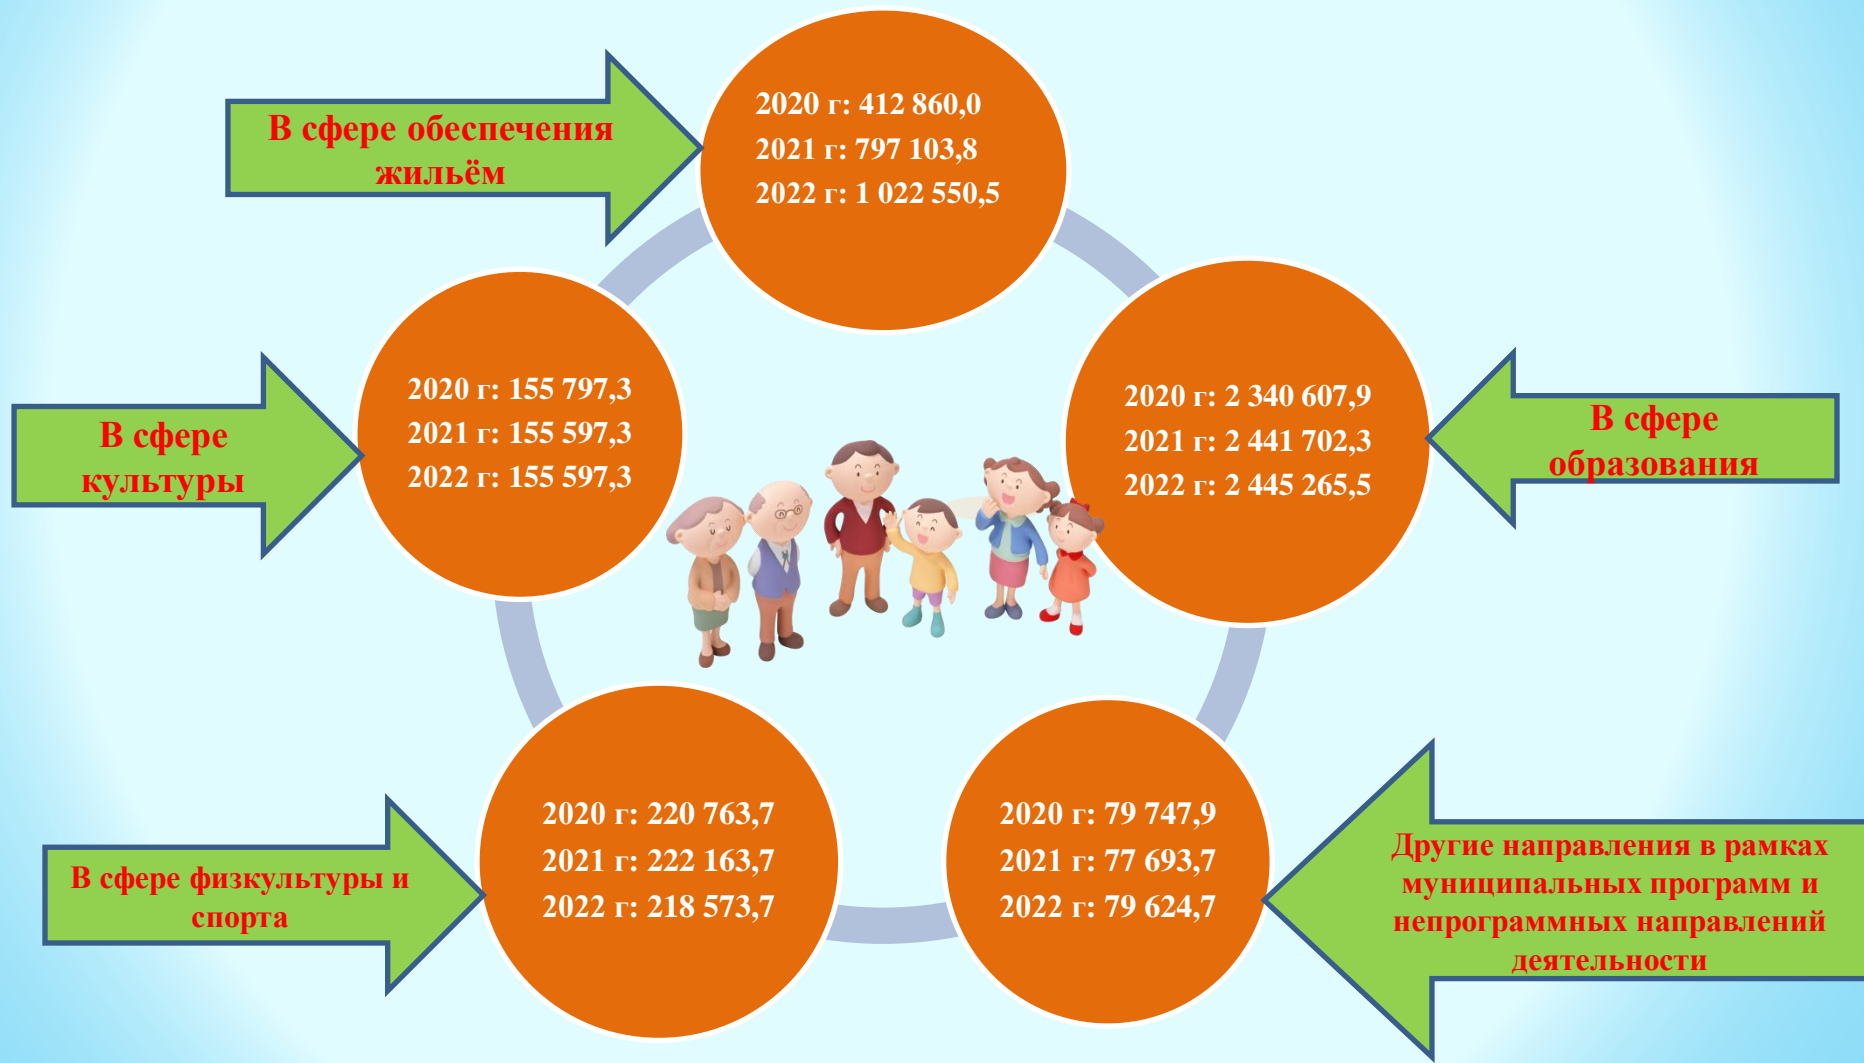 В сфере обеспечения
жильём
2020 г: 412 860,0
2021 г: 797 103,8
2022 г: 1 022 550,5
В сфере
культуры
2020 г: 155 797,3
2021 г: 155 597,3
2022 г: 155 597,3
2020 г: 2 340 607,9
2021 г: 2 441 702,3
2022 г: 2 445 265,5
В сфере
образования
В сфере физкультуры и
спорта
2020 г: 220 763,7
2021 г: 222 163,7
2022 г: 218 573,7
2020 г: 79 747,9
2021 г: 77 693,7
2022 г: 79 624,7
Другие направления в рамках
муниципальных программ и
непрограммных направлений
деятельности